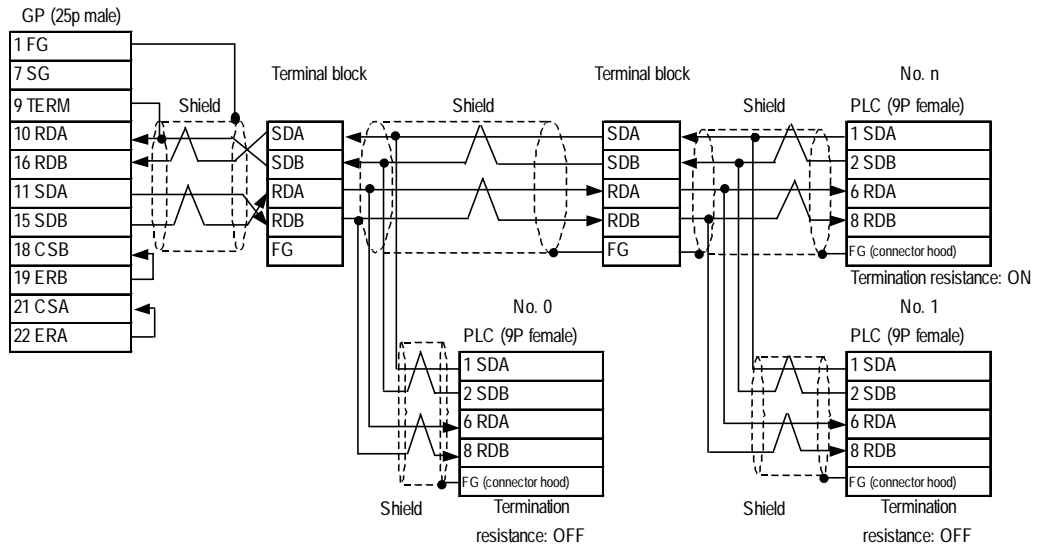 GP (25p male)
1 FG
7 SG
9 TERM
10 RDA
16 RDB
11 SDA
15 SDB
18 CSB
19 ERB
21 CSA
22 ERA
Shield
Terminal block
SDA
SDB
RDA
RDB
FG
Shield
Terminal block
SDA
SDB
RDA
RDB
FG
Shield
No. n
PLC (9P female)
1 SDA
2 SDB
6 RDA
8 RDB
FG (connector hood)
Termination resistance: ON
No. 0
PLC (9P female)
1 SDA
2 SDB
6 RDA
8 RDB
FG (connector hood)
Shield
Termination
resistance: OFF
No. 1
PLC (9P female)
1 SDA
2 SDB
6 RDA
8 RDB
FG (connector hood)
Shield
Termination
resistance: OFF